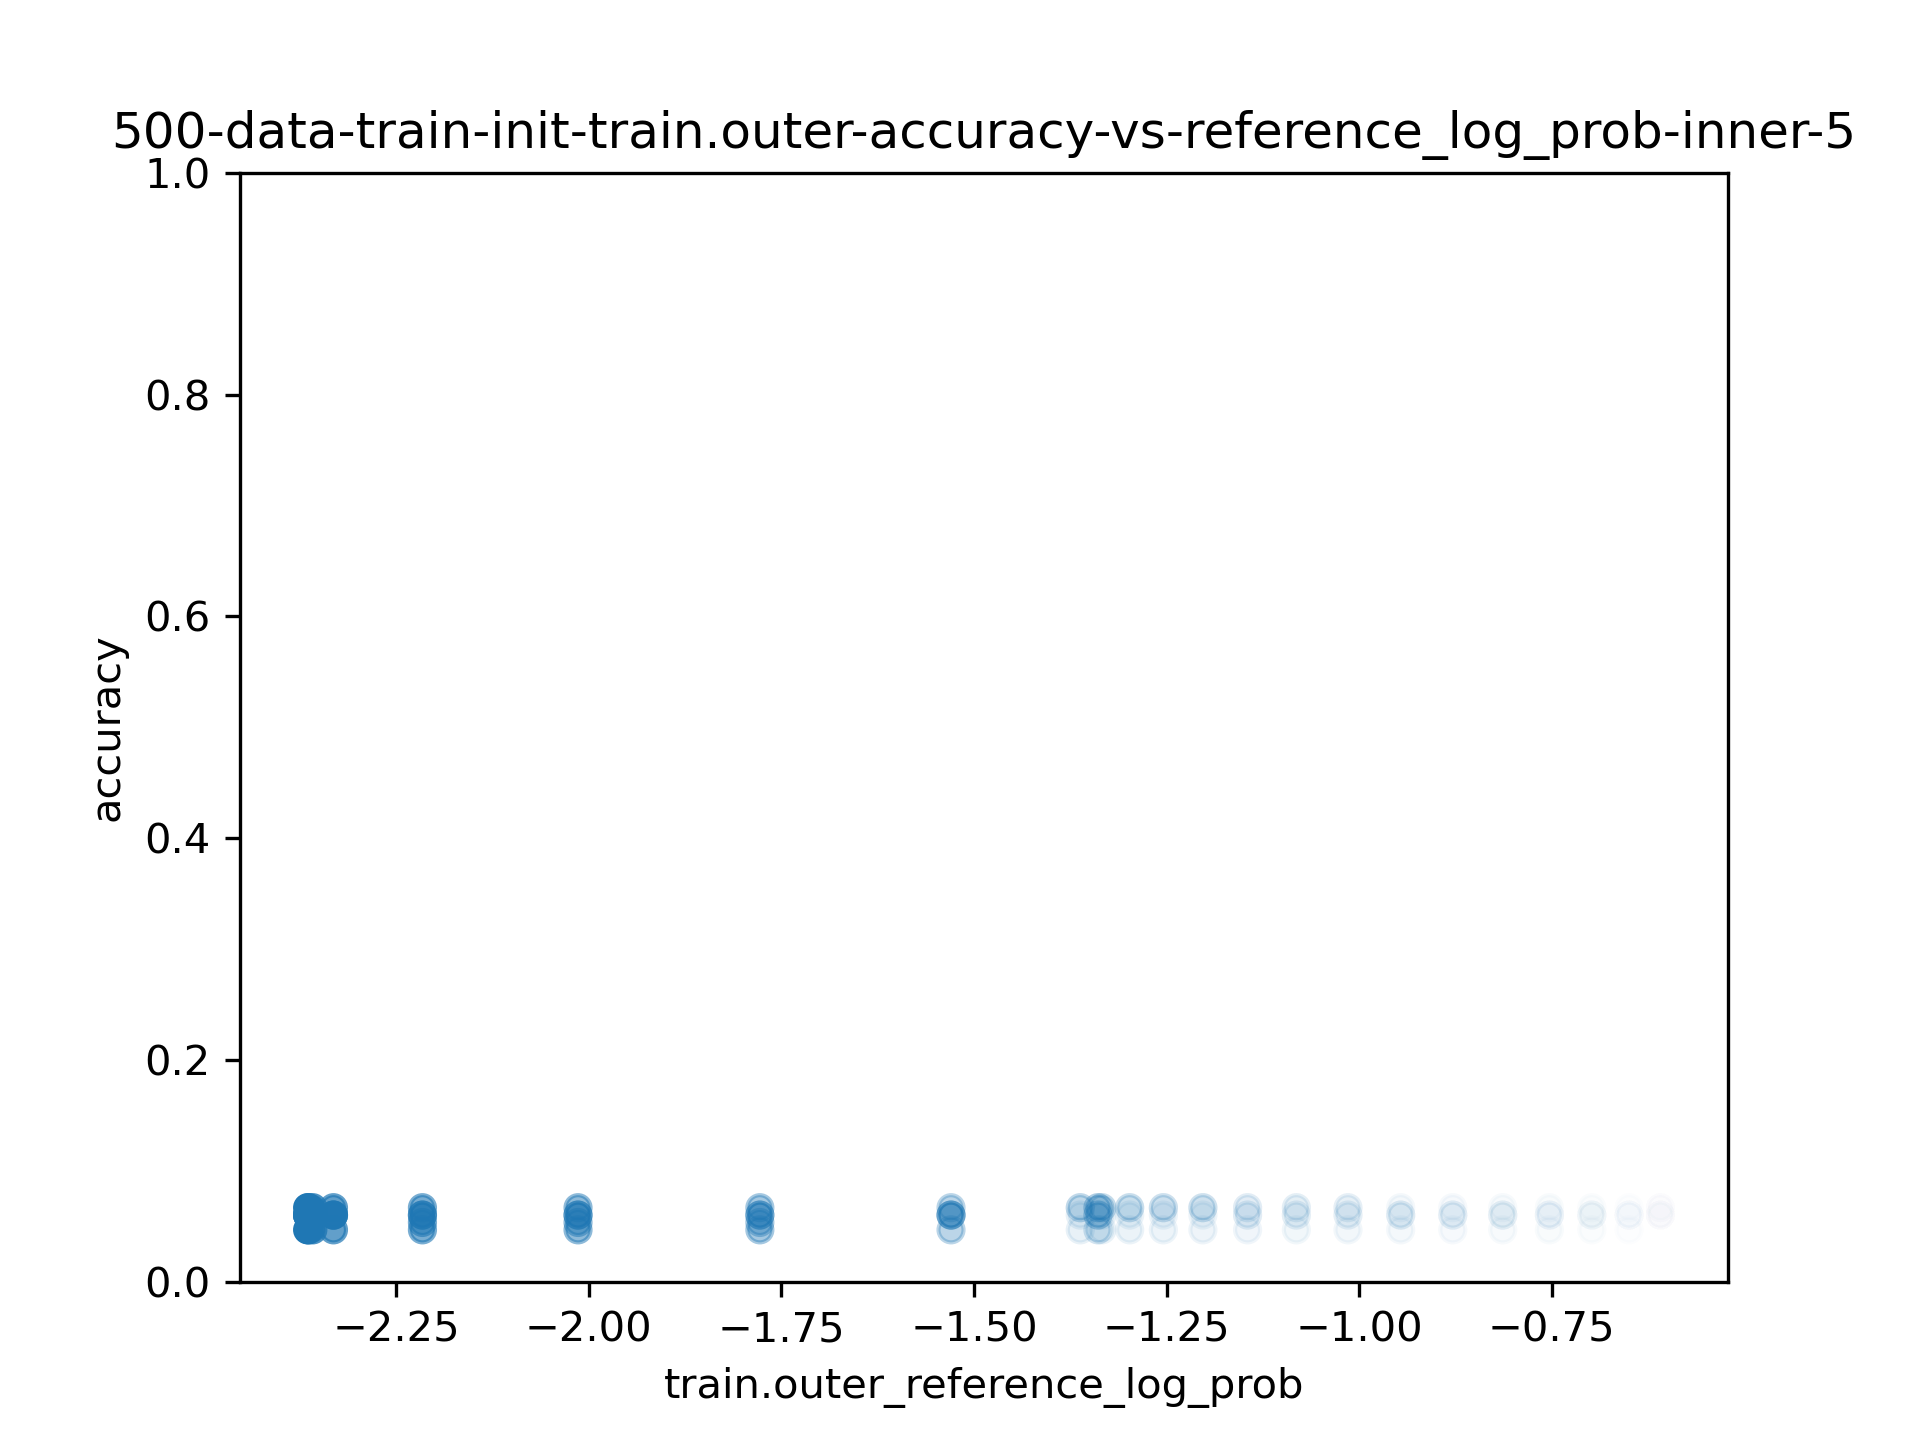 500-data-train-init-train.outer-accuracy-vs-reference_log_prob-inner-5
1.0
0.8
0.6
0.4
0.2
0.0
accuracy
−2.25 −2.00 −1.75 −1.50 −1.25 −1.00 −0.75
train.outer_reference_log_prob